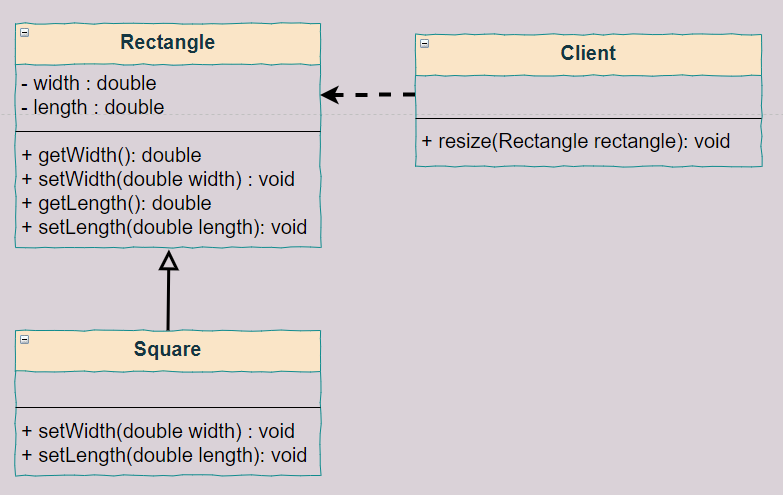 Rectangle
- width : double
- length : double
+ getWidth(): double
+ setWidth(double width) : void
+ getLength(): double
+ setLength(double length): void
Client
+ resize(Rectangle rectangle): void
Square
+ setWidth(double width) : void
+ setLength(double length): void